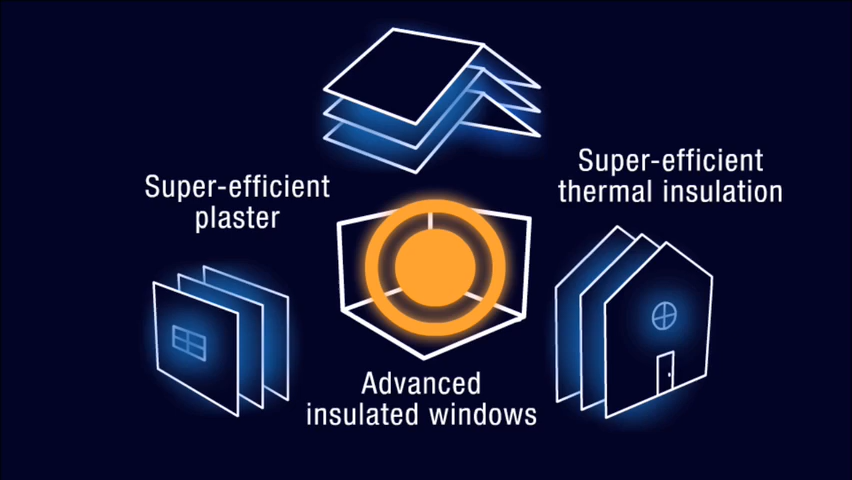 Super-efficient
plaster
Super-efficient
thermal insulation
Advanced
insulated windows